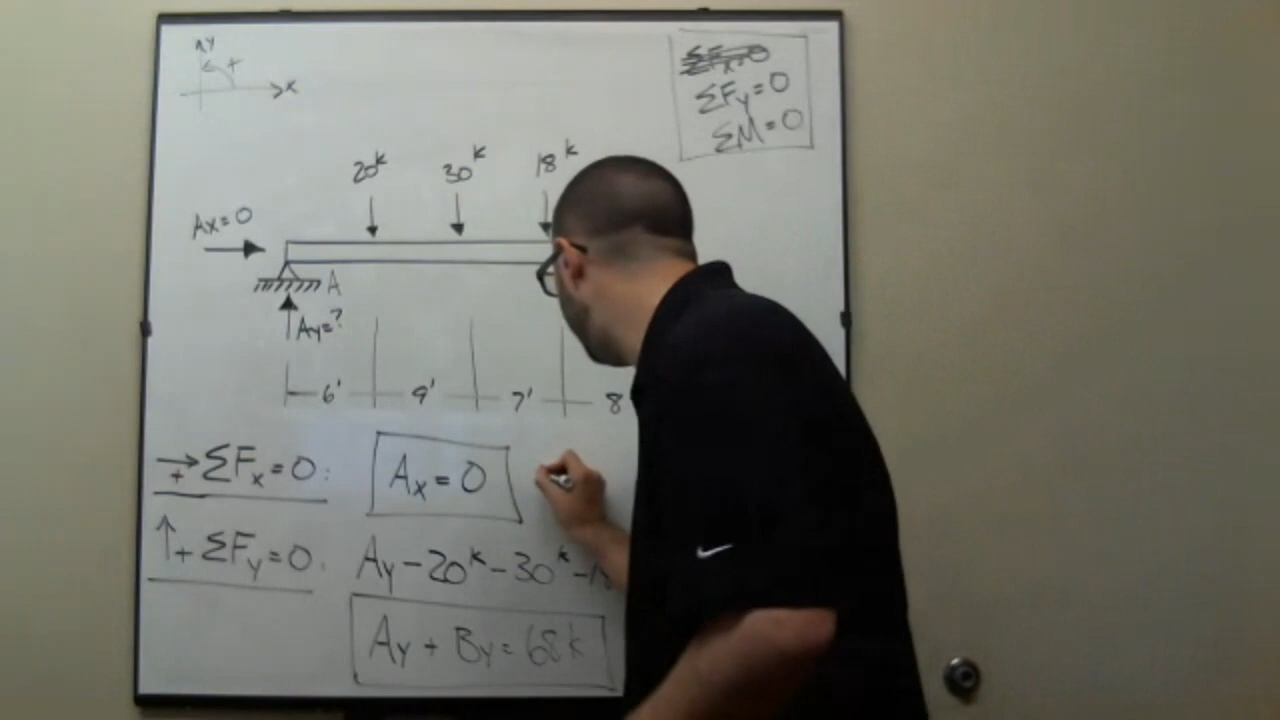 y
+
x
ΣFx=0
ΣFy=0
ΣM=0
20k
30k
18k
Ax=0
A
Ay=?
6'
9'
7'
8
→+ ΣFx=0:
Ax=0
↑+ ΣFy=0:
Ay-20k-30k-1
Ay+By=68k